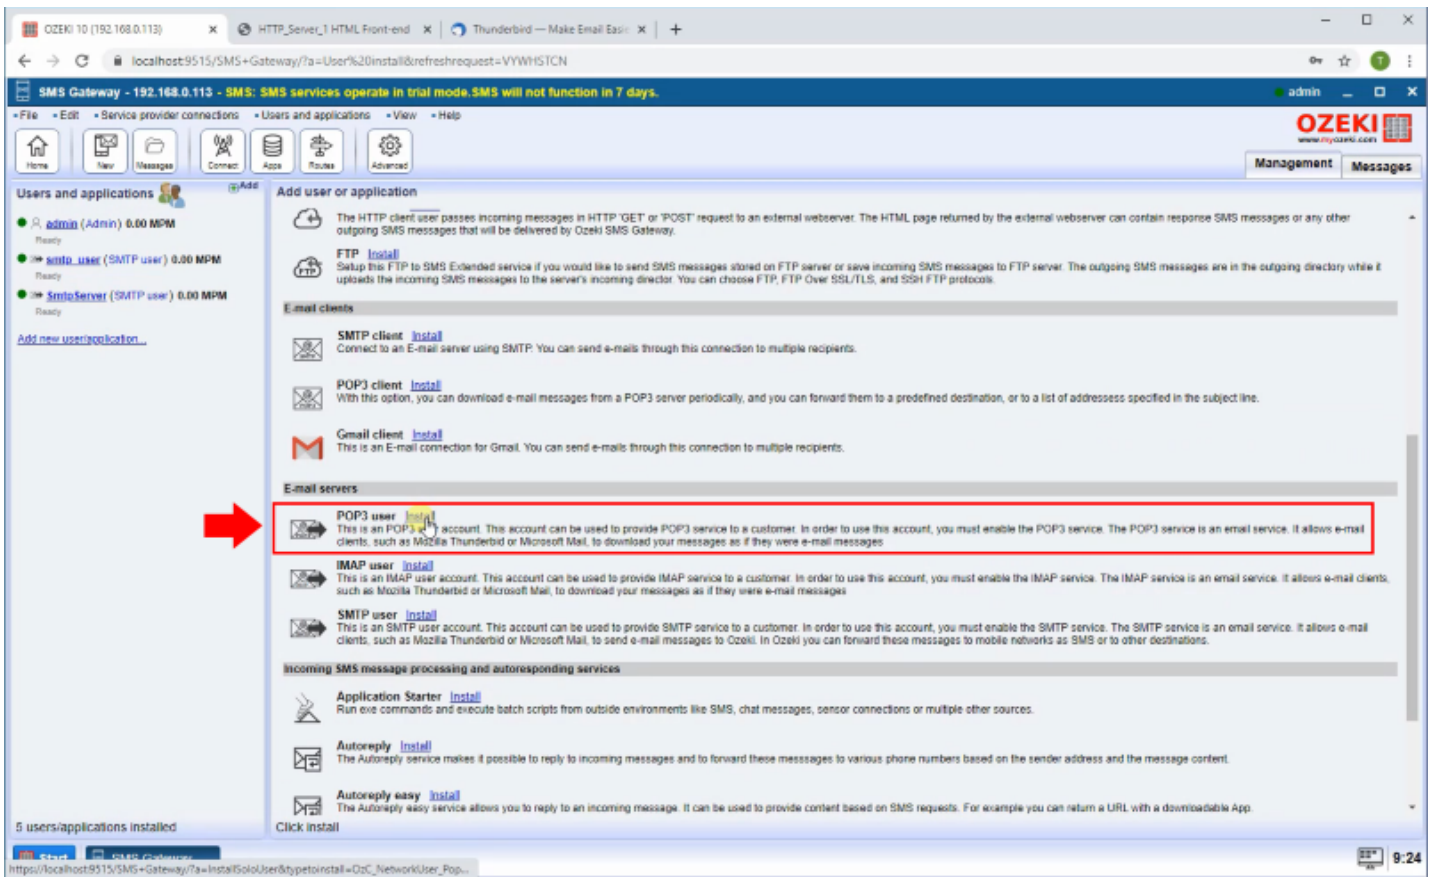 OZEKI 10 (192.168.0.113)
HTTP_Server_1 HTML Front-end
Thunderbird — Make Email Easie
localhost:9515/SMS+Gateway/?a=User%20install&refreshrequest=VYWHSTCN
T
SMS Gateway - 192.168.0.113 - SMS: SMS services operate in trial mode.SMS will not function in 7 days.
admin
File Edit Service provider connections Users and applications View Help
OZEKI
www.myozeki.com
Home New Messages Connect Apps Routes Advanced
Management Messages
Users and applications Add
admin (Admin) 0.00 MPM
Ready
smtp_user (SMTP user) 0.00 MPM
Ready
SmtpServer (SMTP user) 0.00 MPM
Ready
Add new user/application...
5 users/applications installed
Add user or application
The HTTP client user passes incoming messages in HTTP 'GET' or 'POST' request to an external webserver. The HTML page returned by the external webserver can contain response SMS messages or any other
outgoing SMS messages that will be delivered by Ozeki SMS Gateway.
FTP Install
FTP
Setup this FTP to SMS Extended service if you would like to send SMS messages stored on FTP server or save incoming SMS messages to FTP server. The outgoing SMS messages are in the outgoing directory while it
uploads the incoming SMS messages to the server's incoming director. You can choose FTP, FTP Over SSL/TLS, and SSH FTP protocols.
E-mail clients
SMTP client Install
Connect to an E-mail server using SMTP. You can send e-mails through this connection to multiple recipients.
POP3 client Install
With this option, you can download e-mail messages from a POP3 server periodically, and you can forward them to a predefined destination, or to a list of addressess specified in the subject line.
Gmail client Install
This is an E-mail connection for Gmail. You can send e-mails through this connection to multiple recipients.
E-mail servers
POP3 user Install
This is an POP3 user account. This account can be used to provide POP3 service to a customer. In order to use this account, you must enable the POP3 service. The POP3 service is an email service. It allows e-mail
clients, such as Mozilla Thunderbid or Microsoft Mail, to download your messages as if they were e-mail messages
IMAP user Install
This is an IMAP user account. This account can be used to provide IMAP service to a customer. In order to use this account, you must enable the IMAP service. The IMAP service is an email service. It allows e-mail clients,
such as Mozilla Thunderbid or Microsoft Mail, to download your messages as if they were e-mail messages
SMTP user Install
This is an SMTP user account. This account can be used to provide SMTP service to a customer. In order to use this account, you must enable the SMTP service. The SMTP service is an email service. It allows e-mail
clients, such as Mozilla Thunderbid or Microsoft Mail, to send e-mail messages to Ozeki. In Ozeki you can forward these messages to mobile networks as SMS or to other destinations.
Incoming SMS message processing and autoresponding services
Application Starter Install
Run exe commands and execute batch scripts from outside environments like SMS, chat messages, sensor connections or multiple other sources.
Autoreply Install
The Autoreply service makes it possible to reply to incoming messages and to forward these messsages to various phone numbers based on the sender address and the message content.
Autoreply easy Install
The Autoreply easy service allows you to reply to an incoming message. It can be used to provide content based on SMS requests. For example you can return a URL with a downloadable App.
Click install
Start SMS Gateway
9:24
https://localhost:9515/SMS+Gateway/?a=InstallSoloUser&typetoinstall=OzC_NetworkUser_Pop...